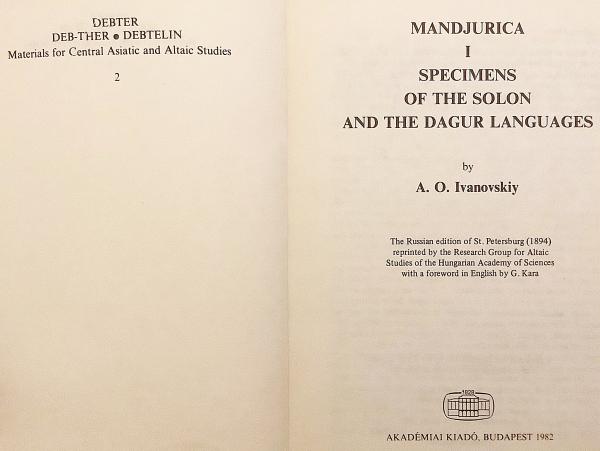 DEBTER
DEB-THER ● DEBTELIN
Materials for Central Asiatic and Altaic Studies
2
MANDJURICA
I
SPECIMENS
OF THE SOLON
AND THE DAGUR LANGUAGES
by
A. O. Ivanovskiy
The Russian edition of St. Petersburg (1894)
reprinted by the Research Group for Altaic
Studies of the Hungarian Academy of Sciences
with a foreword in English by G. Kara
1828
AKADÉMIAI KIADÓ, BUDAPEST 1982